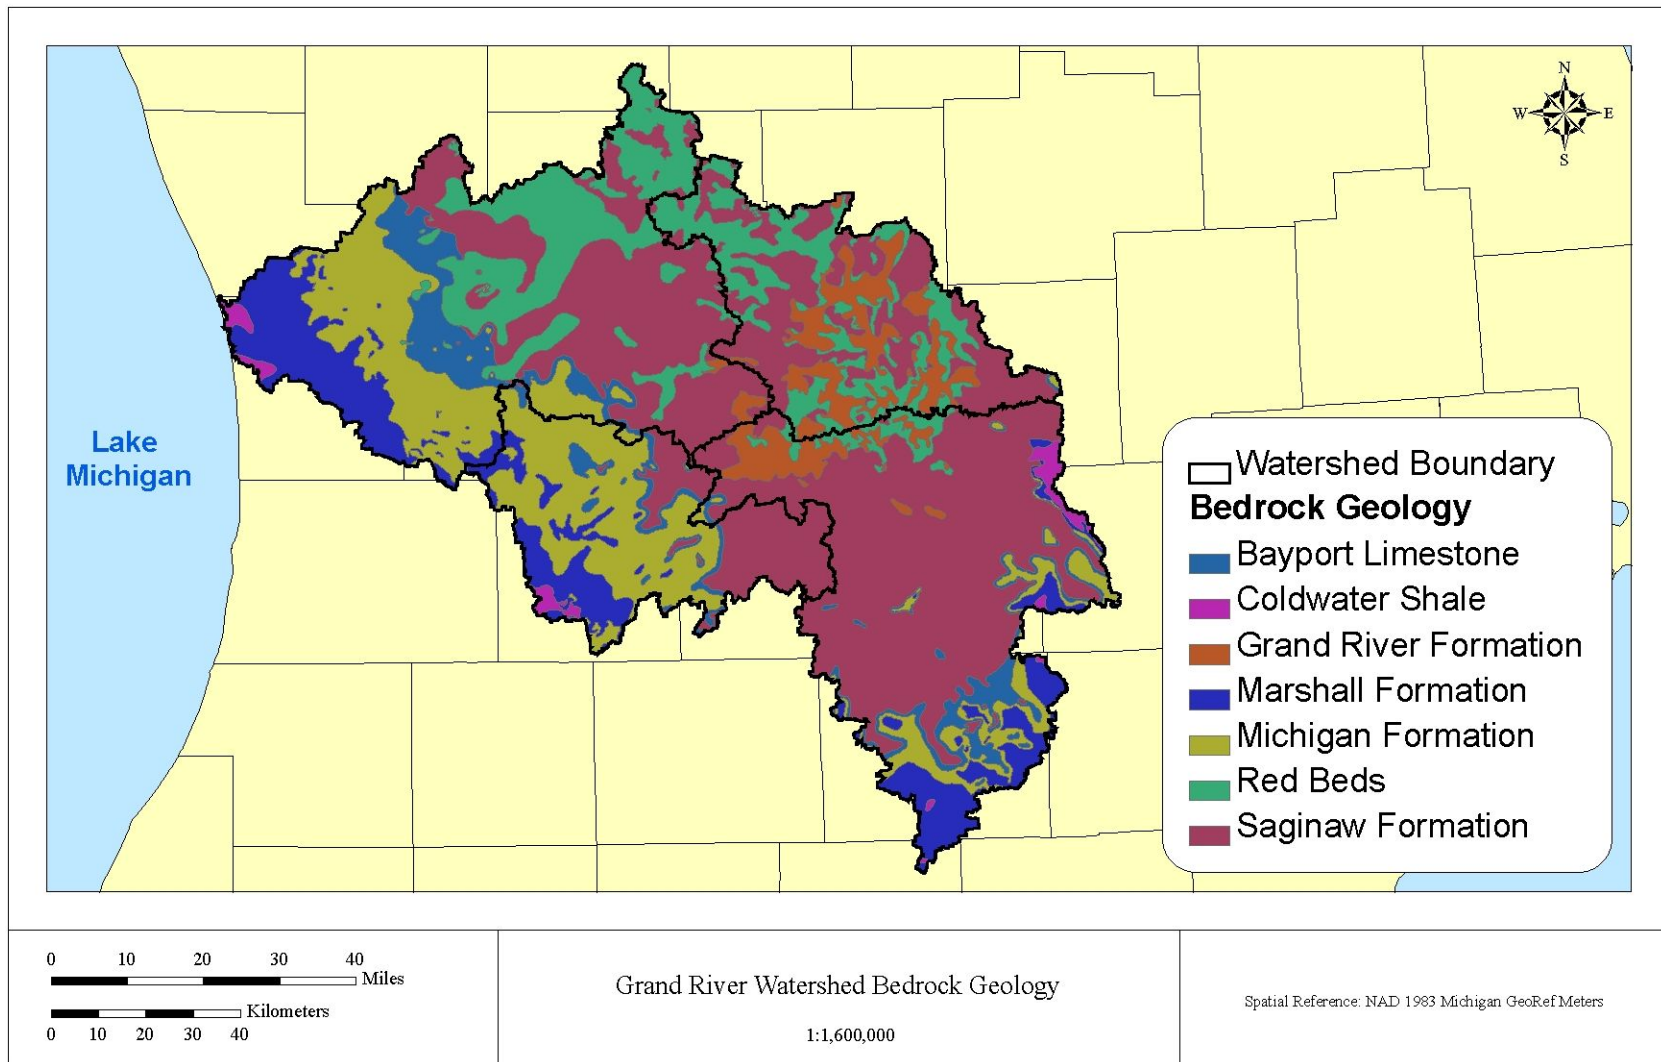 N
W E
S
Lake
Michigan
Watershed Boundary
Bedrock Geology
Bayport Limestone
Coldwater Shale
Grand River Formation
Marshall Formation
Michigan Formation
Red Beds
Saginaw Formation
0 10 20 30 40
Miles
Kilometers
0 10 20 30 40
Grand River Watershed Bedrock Geology
1:1,600,000
Spatial Reference: NAD 1983 Michigan GeoRef Meters